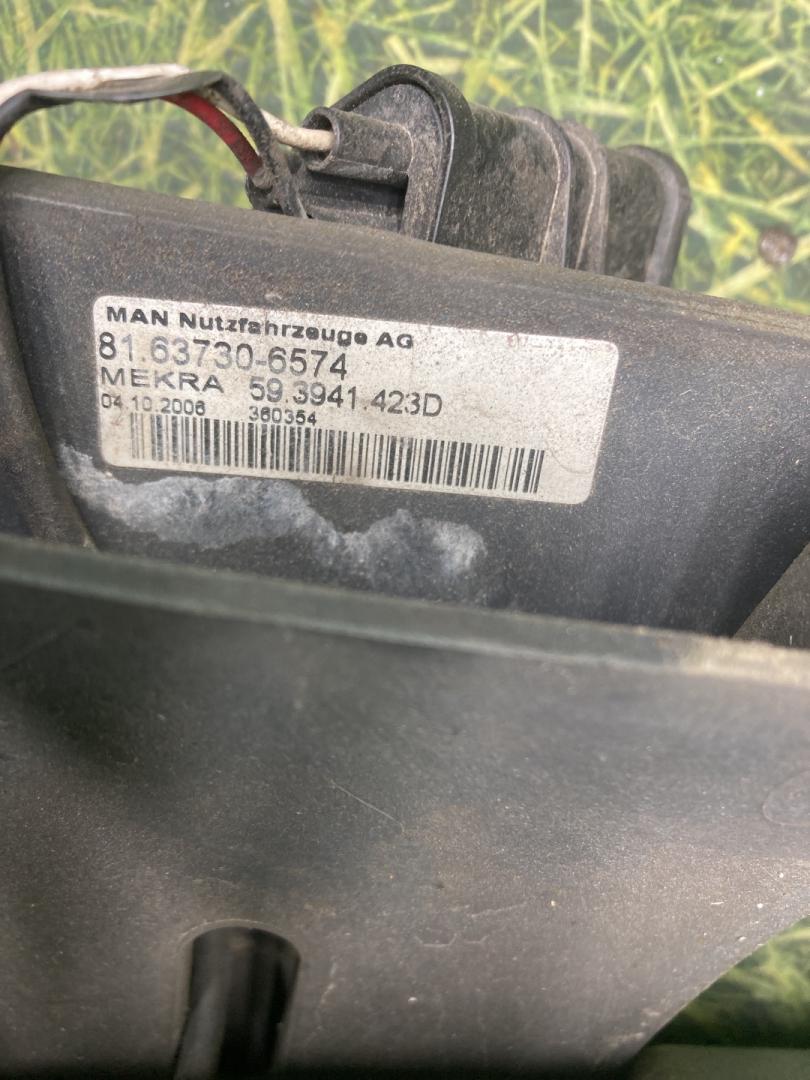 MAN Nutzfahrzeuge AG
81.63730-6574
MEKRA 59.3941.423D
04.10.2006 360354